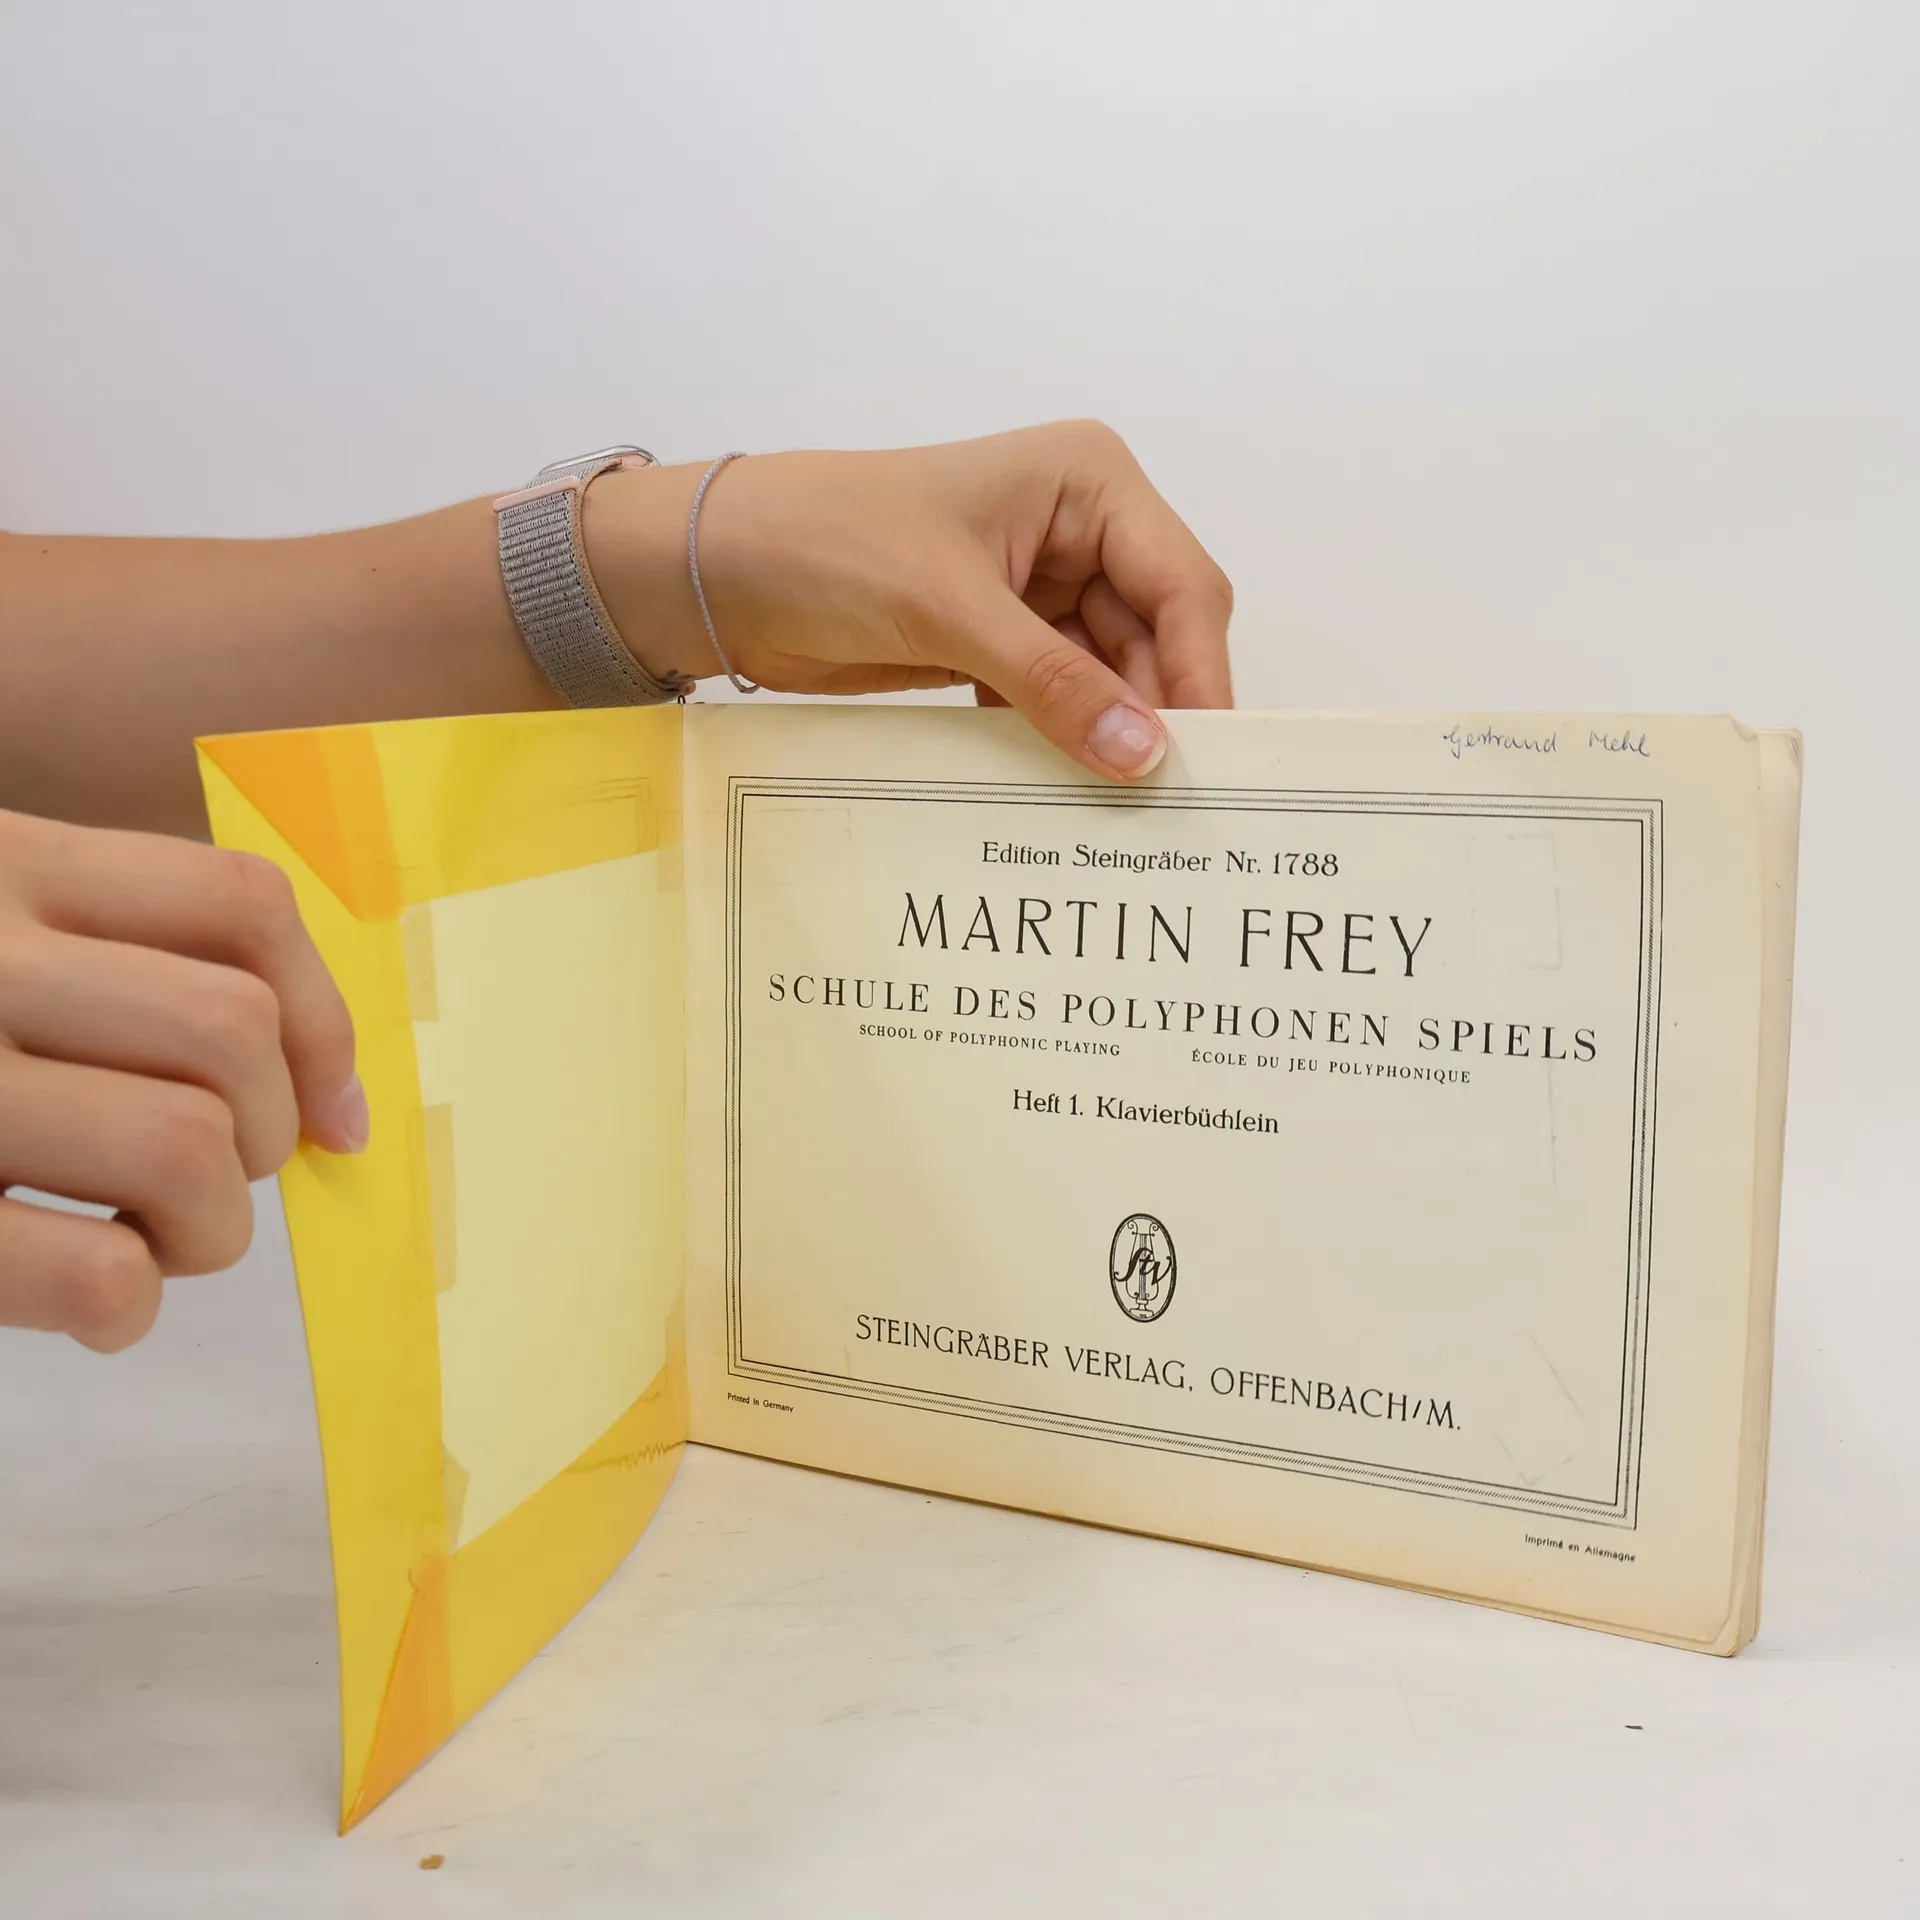 Gertraud Mehl
Edition Steingräber Nr. 1788
MARTIN FREY
SCHULE DES POLYPHONEN SPIELS
SCHOOL OF POLYPHONIC PLAYING ÉCOLE DU JEU POLYPHONIQUE
Heft 1. Klavierbüchlein
StV
STEINGRÄBER VERLAG, OFFENBACH/M.
Printed in Germany
Imprimé en Allemagne